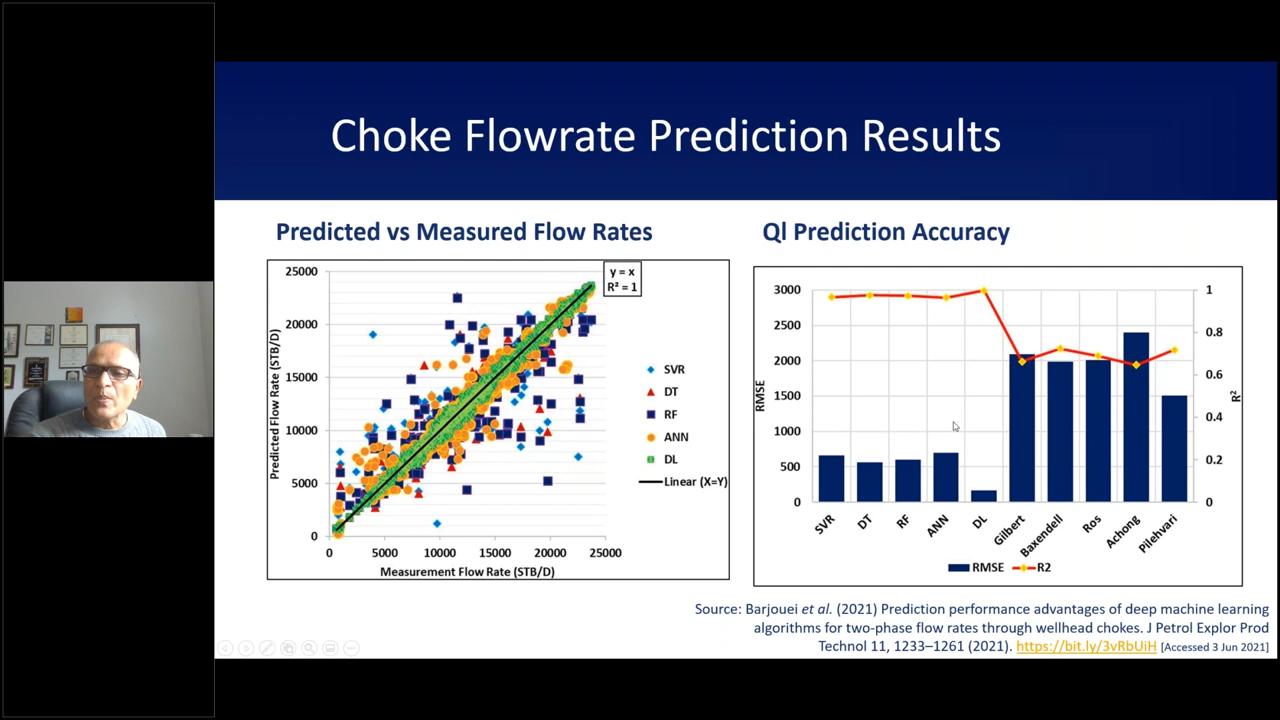 Choke Flowrate Prediction Results
Predicted vs Measured Flow Rates
25000
20000
15000
10000
5000
0
0 5000 10000 15000 20000 25000
Predicted Flow Rate (STB/D)
Measurement Flow Rate (STB/D)
y = x
R² = 1
SVR
DT
RF
ANN
DL
Linear (X=Y)
Ql Prediction Accuracy
3000
2500
2000
1500
1000
500
0
RMSE
1
0.8
0.6
0.4
0.2
0
R²
SVR DT RF ANN DL Gilbert Baxendell Ros Achong Pilehvari
RMSE R2
Source: Barjouei et al. (2021) Prediction performance advantages of deep machine learning
algorithms for two-phase flow rates through wellhead chokes. J Petrol Explor Prod
Technol 11, 1233–1261 (2021). https://bit.ly/3vRbUiH [Accessed 3 Jun 2021]